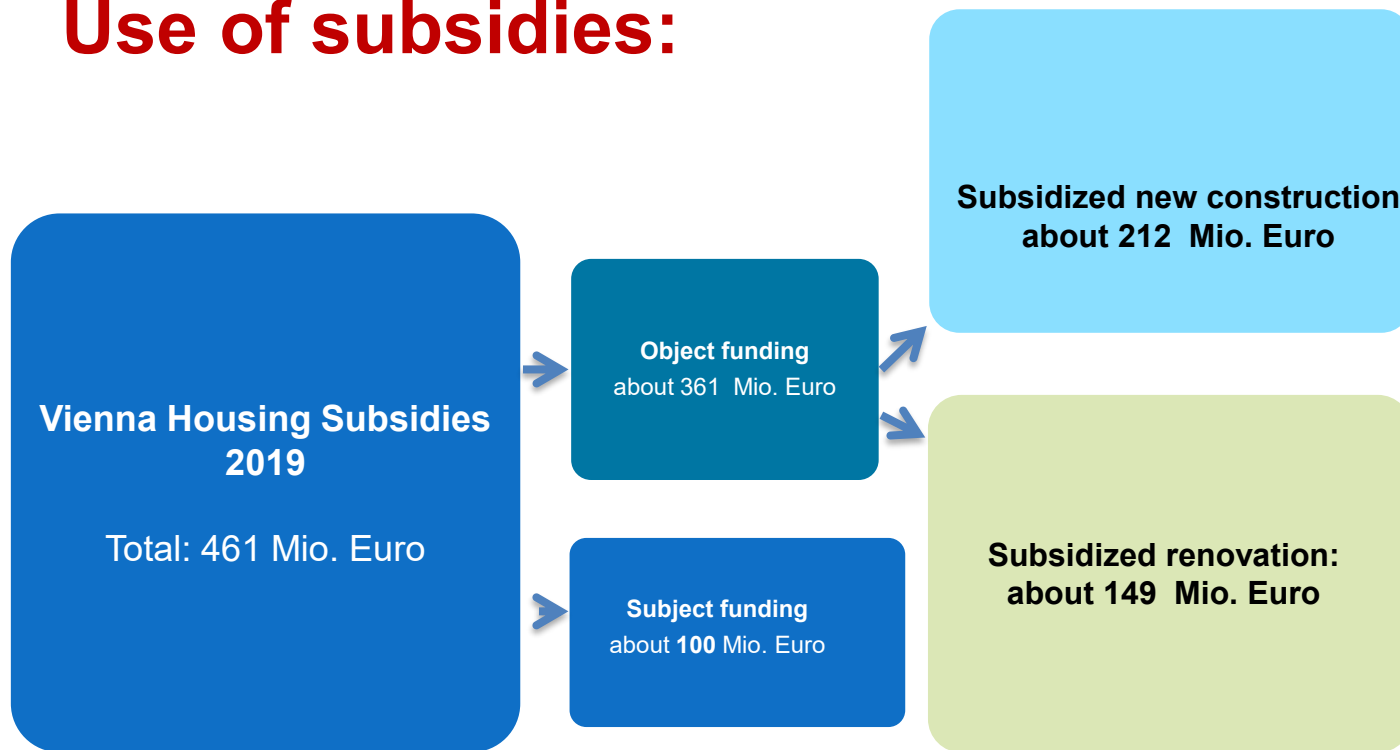 Use of subsidies:
Vienna Housing Subsidies
2019
Total: 461 Mio. Euro
Object funding
about 361  Mio. Euro
Subject funding
about 100 Mio. Euro
Subsidized new construction
about 212  Mio. Euro
Subsidized renovation:
about 149  Mio. Euro